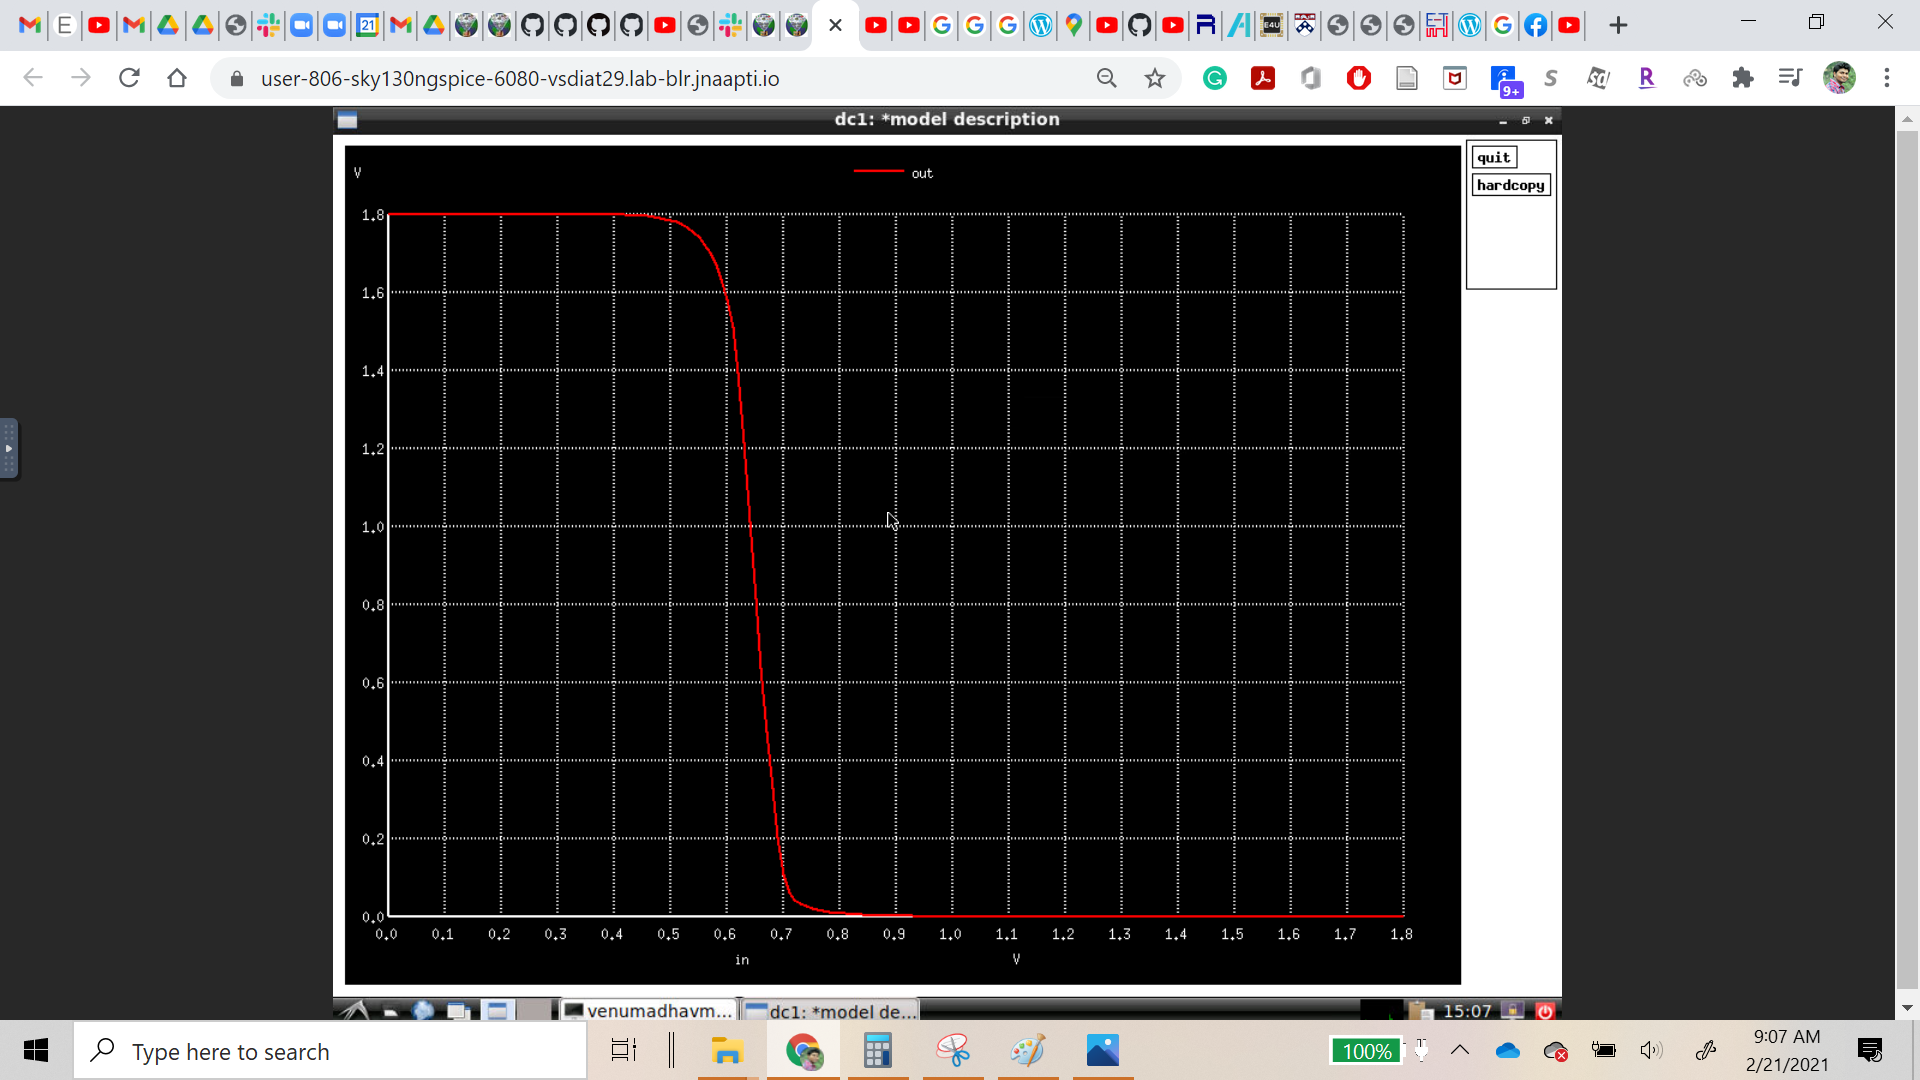 user-806-sky130ngspice-6080-vsdiat29.lab-blr.jnaapti.io
9+
dc1: *model description
quit
hardcopy
V
out
1.8
1.6
1.4
1.2
1.0
0.8
0.6
0.4
0.2
0.0
0.0 0.1 0.2 0.3 0.4 0.5 0.6 0.7 0.8 0.9 1.0 1.1 1.2 1.3 1.4 1.5 1.6 1.7 1.8
in V
venumadhavm... dc1: *model de... 15:07
Type here to search
100%
9:07 AM
2/21/2021